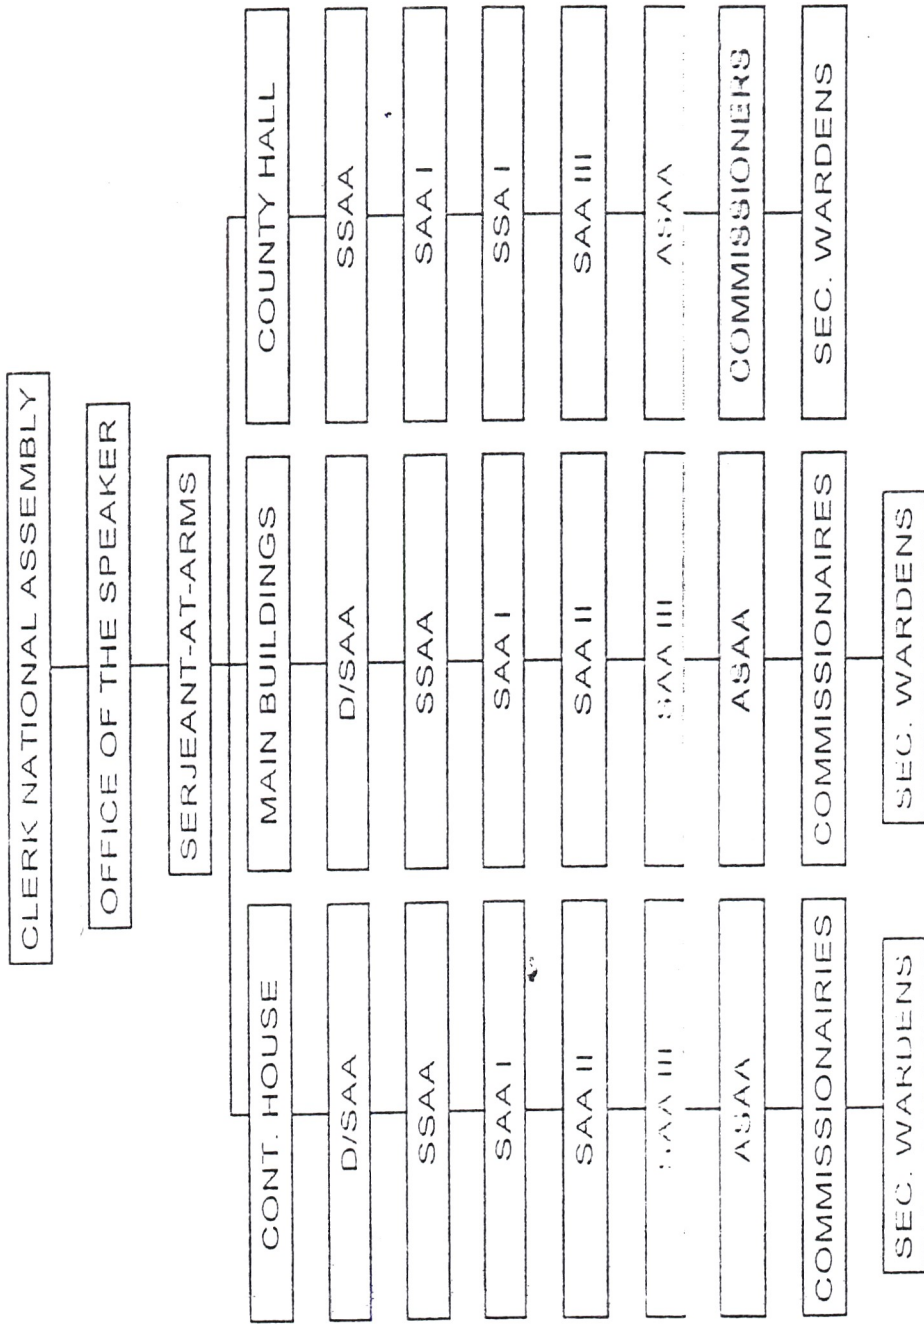 CLERK NATIONAL ASSEMBLY
OFFICE OF THE SPEAKER
SERJEANT-AT-ARMS
CONT. HOUSE
D/SAA
SSAA
SAA I
SAA II
SAA III
ASAA
COMMISSIONAIRIES
SEC. WARDENS
MAIN BUILDINGS
D/SAA
SSAA
SAA I
SAA II
SAA III
ASAA
COMMISSIONAIRES
SEC. WARDENS
COUNTY HALL
SSAA
SAA I
SSA I
SAA III
ASAA
COMMISSIONERS
SEC. WARDENS